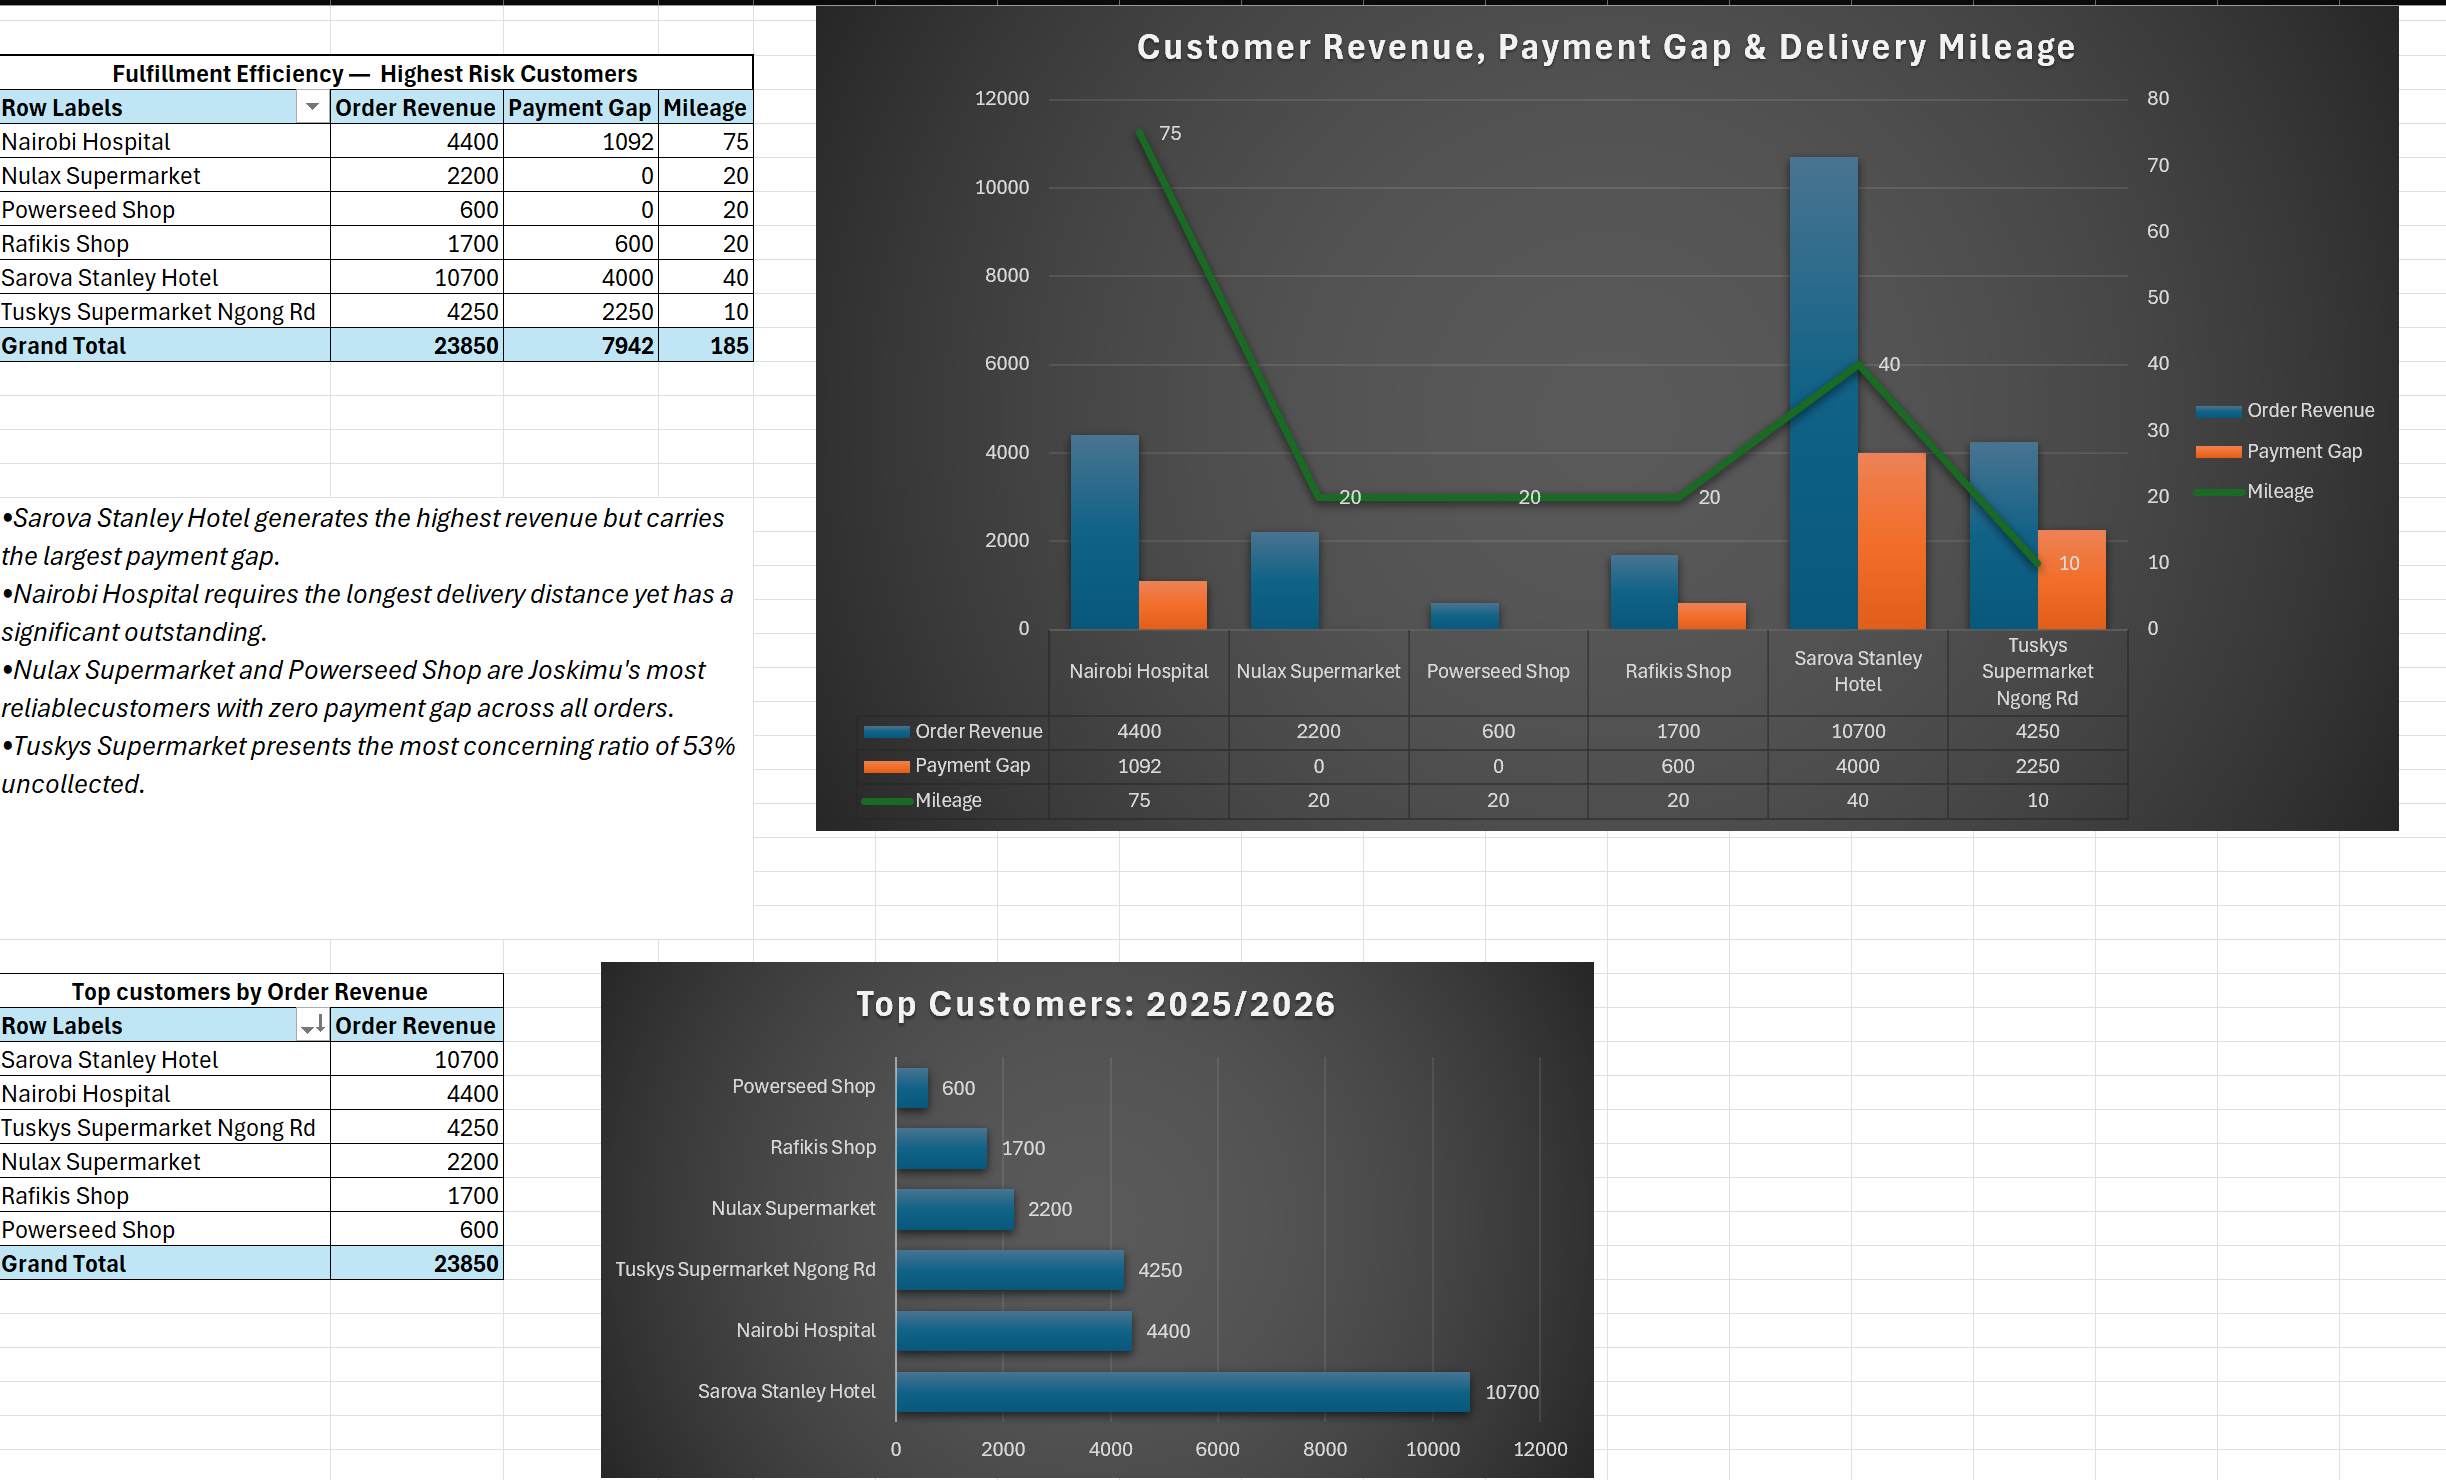 Fulfillment Efficiency — Highest Risk Customers
Row Labels Order Revenue Payment Gap Mileage
Nairobi Hospital 4400 1092 75
Nulax Supermarket 2200 0 20
Powerseed Shop 600 0 20
Rafikis Shop 1700 600 20
Sarova Stanley Hotel 10700 4000 40
Tuskys Supermarket Ngong Rd 4250 2250 10
Grand Total 23850 7942 185
•Sarova Stanley Hotel generates the highest revenue but carries
the largest payment gap.
•Nairobi Hospital requires the longest delivery distance yet has a
significant outstanding.
•Nulax Supermarket and Powerseed Shop are Joskimu's most
reliablecustomers with zero payment gap across all orders.
•Tuskys Supermarket presents the most concerning ratio of 53%
uncollected.
Customer Revenue, Payment Gap & Delivery Mileage
12000
10000
8000
6000
4000
2000
0
80
70
60
50
40
30
20
10
0
75
20
20
20
40
10
Order Revenue
Payment Gap
Mileage
Nairobi Hospital
Nulax Supermarket
Powerseed Shop
Rafikis Shop
Sarova Stanley
Hotel
Tuskys
Supermarket
Ngong Rd
Order Revenue 4400 2200 600 1700 10700 4250
Payment Gap 1092 0 0 600 4000 2250
Mileage 75 20 20 20 40 10
Top customers by Order Revenue
Row Labels Order Revenue
Sarova Stanley Hotel 10700
Nairobi Hospital 4400
Tuskys Supermarket Ngong Rd 4250
Nulax Supermarket 2200
Rafikis Shop 1700
Powerseed Shop 600
Grand Total 23850
Top Customers: 2025/2026
Powerseed Shop 600
Rafikis Shop 1700
Nulax Supermarket 2200
Tuskys Supermarket Ngong Rd 4250
Nairobi Hospital 4400
Sarova Stanley Hotel 10700
0 2000 4000 6000 8000 10000 12000